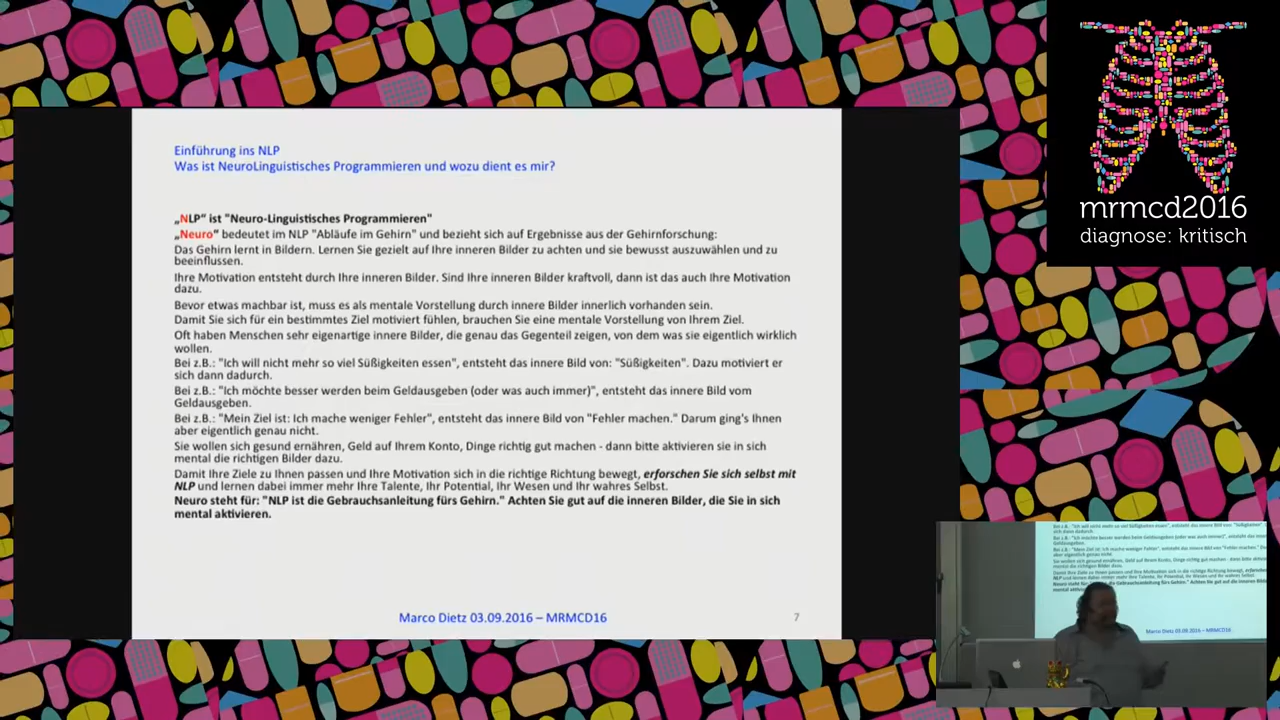 Einführung ins NLP
Was ist NeuroLinguistisches Programmieren und wozu dient es mir?
„NLP" ist "Neuro-Linguistisches Programmieren"
„Neuro" bedeutet im NLP "Abläufe im Gehirn" und bezieht sich auf Ergebnisse aus der Gehirnforschung:
Das Gehirn lernt in Bildern. Lernen Sie gezielt auf Ihre inneren Bilder zu achten und sie bewusst auszuwählen und zu
beeinflussen.
Ihre Motivation entsteht durch Ihre inneren Bilder. Sind Ihre inneren Bilder kraftvoll, dann ist das auch Ihre Motivation
dazu.
Bevor etwas machbar ist, muss es als mentale Vorstellung durch innere Bilder innerlich vorhanden sein.
Damit Sie sich für ein bestimmtes Ziel motiviert fühlen, brauchen Sie eine mentale Vorstellung von Ihrem Ziel.
Oft haben Menschen sehr eigenartige innere Bilder, die genau das Gegenteil zeigen, von dem was sie eigentlich wirklich
wollen.
Bei z.B.: "Ich will nicht mehr so viel Süßigkeiten essen", entsteht das innere Bild von: "Süßigkeiten". Dazu motiviert er
sich dann dadurch.
Bei z.B.: "Ich möchte besser werden beim Geldausgeben (oder was auch immer)", entsteht das innere Bild vom
Geldausgeben.
Bei z.B.: "Mein Ziel ist: Ich mache weniger Fehler", entsteht das innere Bild von "Fehler machen." Darum ging's Ihnen
aber eigentlich genau nicht.
Sie wollen sich gesund ernähren, Geld auf Ihrem Konto, Dinge richtig gut machen - dann bitte aktivieren sie in sich
mental die richtigen Bilder dazu.
Damit Ihre Ziele zu Ihnen passen und Ihre Motivation sich in die richtige Richtung bewegt, erforschen Sie sich selbst mit
NLP und lernen dabei immer mehr Ihre Talente, Ihr Potential, Ihr Wesen und Ihr wahres Selbst.
Neuro steht für: "NLP ist die Gebrauchsanleitung fürs Gehirn." Achten Sie gut auf die inneren Bilder, die Sie in sich
mental aktivieren.
Marco Dietz 03.09.2016 – MRMCD16
7
mrmcd2016
diagnose: kritisch
Marco Dietz 03.09.2016 – MRMCD16